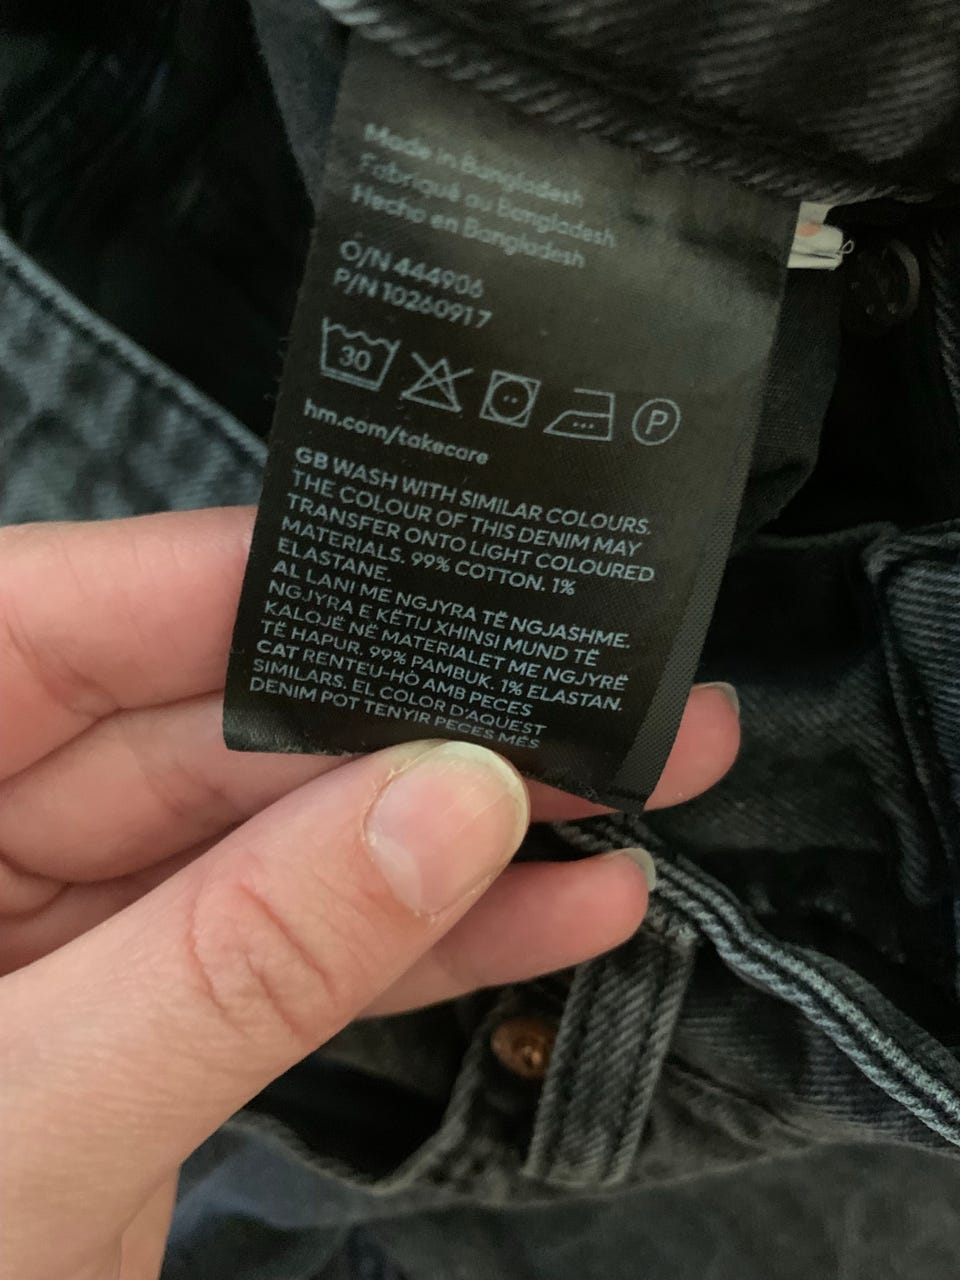 Made in Bangladesh
Fabriqué au Bangladesh
Hecho en Bangladesh
O/N 444906
P/N 10260917
30
P
hm.com/takecare
GB WASH WITH SIMILAR COLOURS.
THE COLOUR OF THIS DENIM MAY
TRANSFER ONTO LIGHT COLOURED
MATERIALS. 99% COTTON. 1%
ELASTANE.
AL LANI ME NGJYRA TË NGJASHME.
NGJYRA E KËTIJ XHINSI MUND TË
KALOJË NË MATERIALET ME NGJYRË
TË HAPUR. 99% PAMBUK. 1% ELASTAN.
CAT RENTEU-HO AMB PECES
SIMILARS. EL COLOR D'AQUEST
DENIM POT TENYIR PECES MÉS